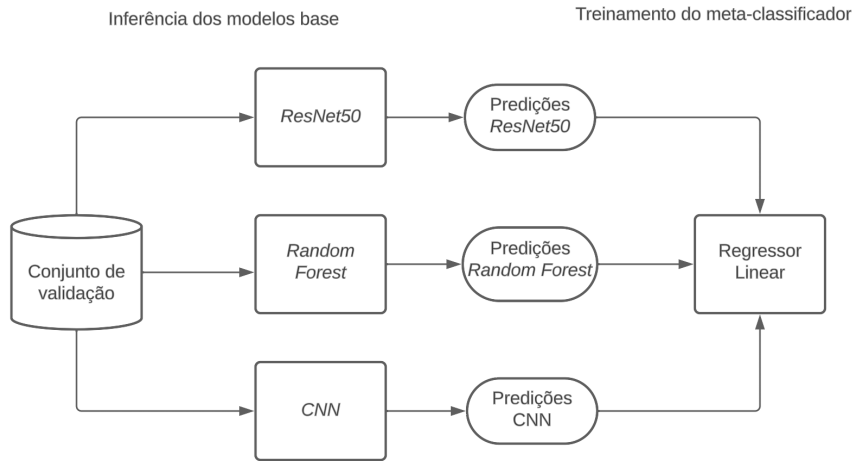 Inferência dos modelos base
Treinamento do meta-classificador
ResNet50
Predições
ResNet50
Conjunto de
validação
Random
Forest
Predições
Random Forest
Regressor
Linear
CNN
Predições
CNN